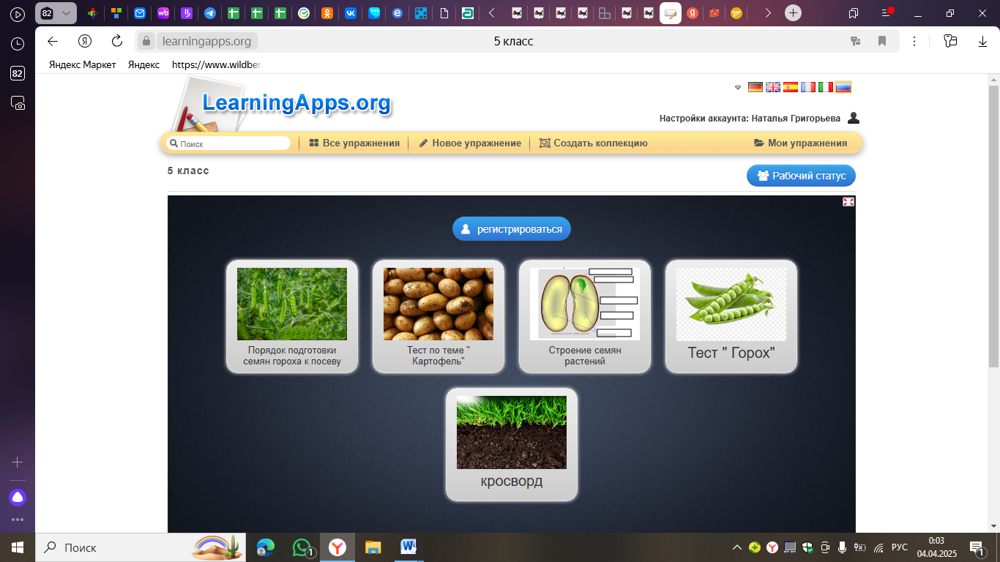 82
learningapps.org
5 класс
82
Яндекс Маркет
Яндекс
https://www.wildber
LearningApps.org
Настройки аккаунта: Наталья Григорьева
Поиск
Все упражнения
Новое упражнение
Создать коллекцию
Мои упражнения
5 класс
Рабочий статус
регистрироваться
Порядок подготовки
семян гороха к посеву
Тест по теме "
Картофель"
Строение семян
растений
Тест " Горох"
кросворд
Поиск
1
РУС
0:03
04.04.2025
1